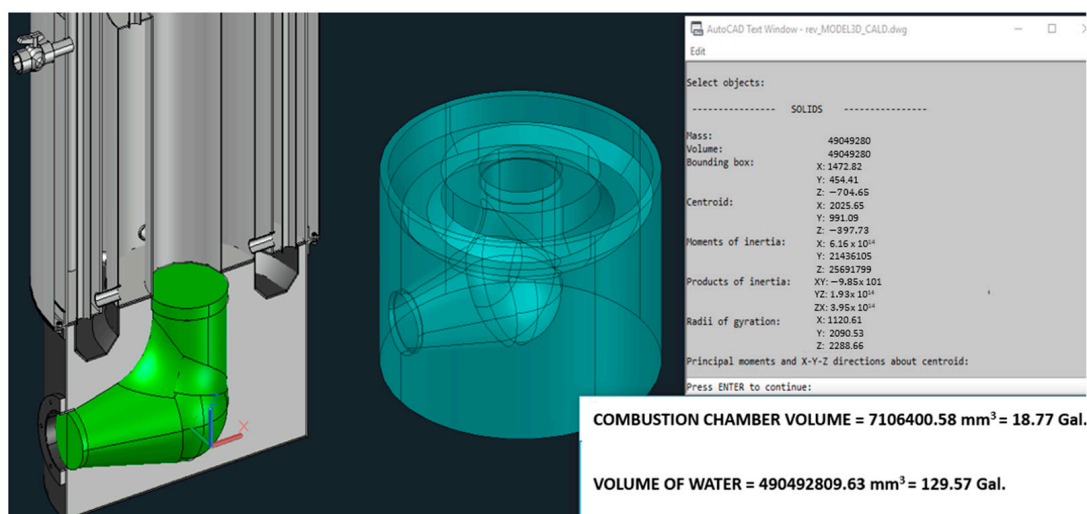 AutoCAD Text Window - rev_MODEL3D_CALD.dwg
Edit
Select objects:
---------------- SOLIDS ----------------
Mass: 49049280
Volume: 49049280
Bounding box: X: 1472.82
Y: 454.41
Z: −704.65
Centroid: X: 2025.65
Y: 991.09
Z: −397.73
Moments of inertia: X: 6.16 x 10¹⁴
Y: 21436105
Z: 25691799
Products of inertia: XY: −9.85x 101
YZ: 1.93x 10¹⁴
ZX: 3.95x 10¹⁴
Radii of gyration: X: 1120.61
Y: 2090.53
Z: 2288.66
Principal moments and X-Y-Z directions about centroid:
Press ENTER to continue:
COMBUSTION CHAMBER VOLUME = 7106400.58 mm³ = 18.77 Gal.
VOLUME OF WATER = 490492809.63 mm³ = 129.57 Gal.
X